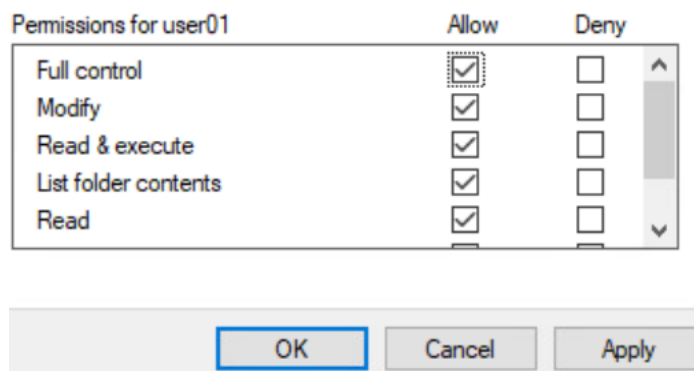 Permissions for user01 Allow Deny
Full control
Modify
Read & execute
List folder contents
Read
OK Cancel Apply